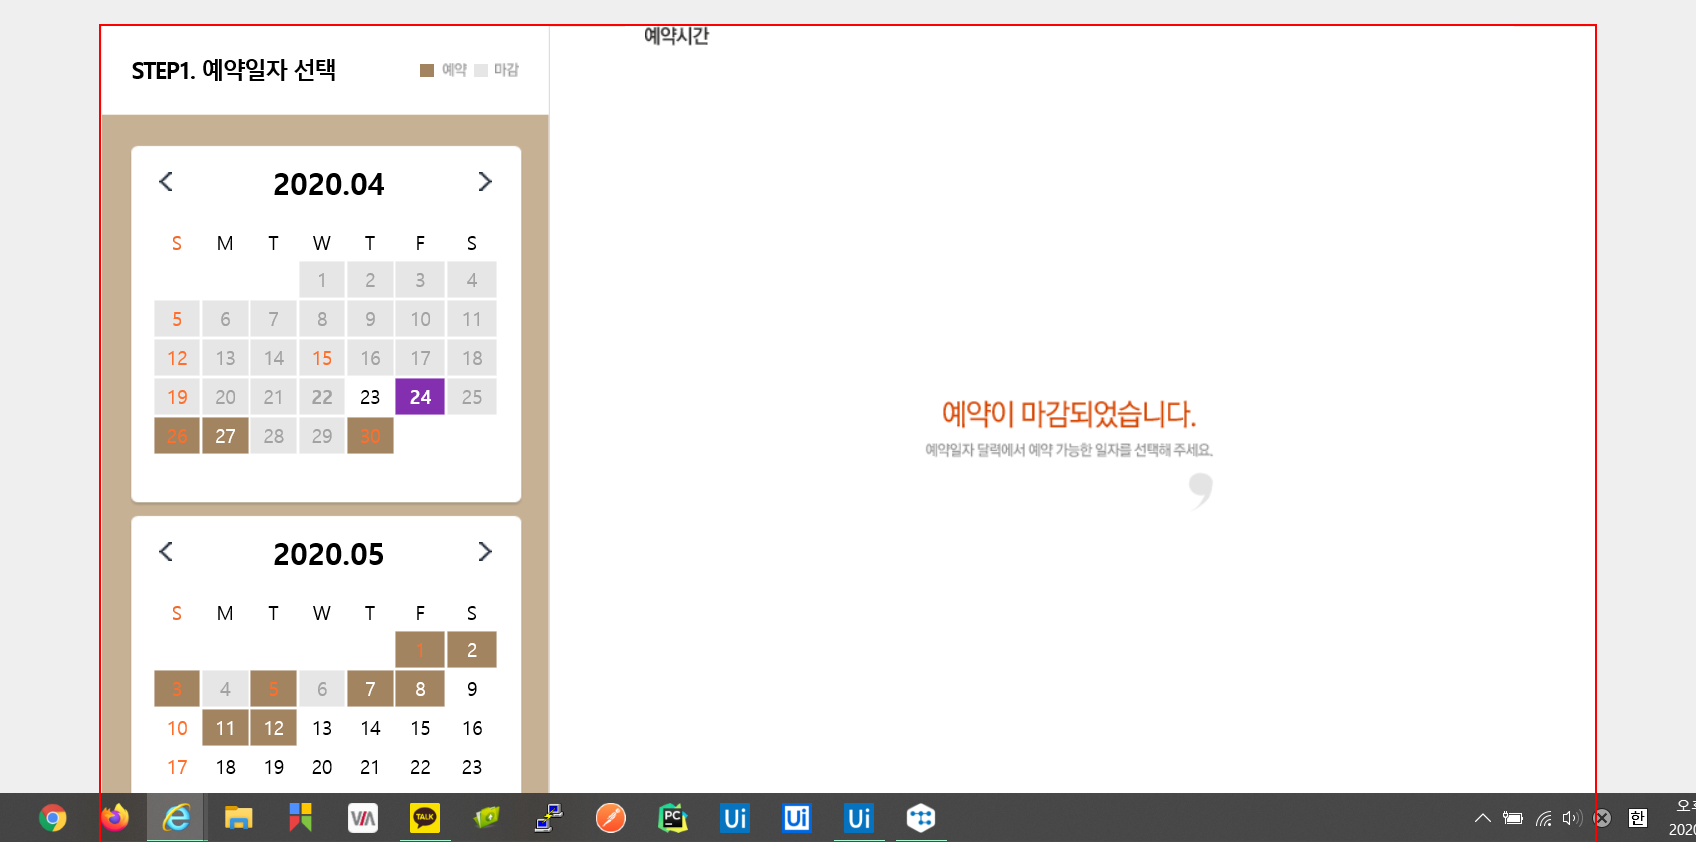 예약시간
STEP1. 예약일자 선택
예약 마감
2020.04
S M T W T F S
1 2 3 4
5 6 7 8 9 10 11
12 13 14 15 16 17 18
19 20 21 22 23 24 25
26 27 28 29 30
예약이 마감되었습니다.
예약일자 달력에서 예약 가능한 일자를 선택해 주세요.
2020.05
S M T W T F S
1 2
3 4 5 6 7 8 9
10 11 12 13 14 15 16
17 18 19 20 21 22 23
VIA
TALK
PC
Ui
Ui
Ui
한
2020